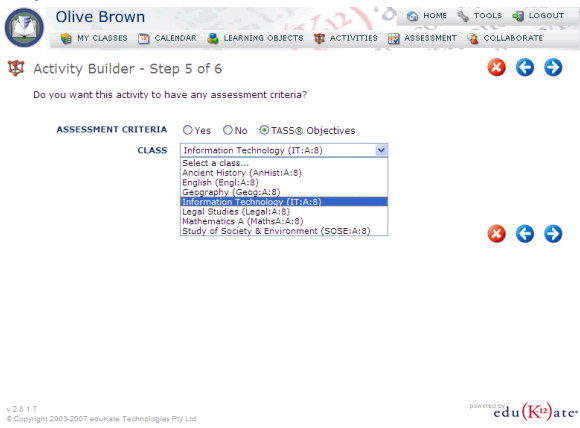 Olive Brown
HOME TOOLS LOGOUT
MY CLASSES CALENDAR LEARNING OBJECTS ACTIVITIES ASSESSMENT COLLABORATE
Activity Builder - Step 5 of 6
Do you want this activity to have any assessment criteria?
ASSESSMENT CRITERIA Yes No TASS® Objectives
CLASS Information Technology (IT:A:8)
Select a class...
Ancient History (AnHist:A:8)
English (Engl:A:8)
Geography (Geog:A:8)
Information Technology (IT:A:8)
Legal Studies (Legal:A:8)
Mathematics A (MathsA:A:8)
Study of Society & Environment (SOSE:A:8)
v 2.8.1.7
© Copyright 2003-2007 eduKate Technologies Pty Ltd
powered by
edu(K12)ate